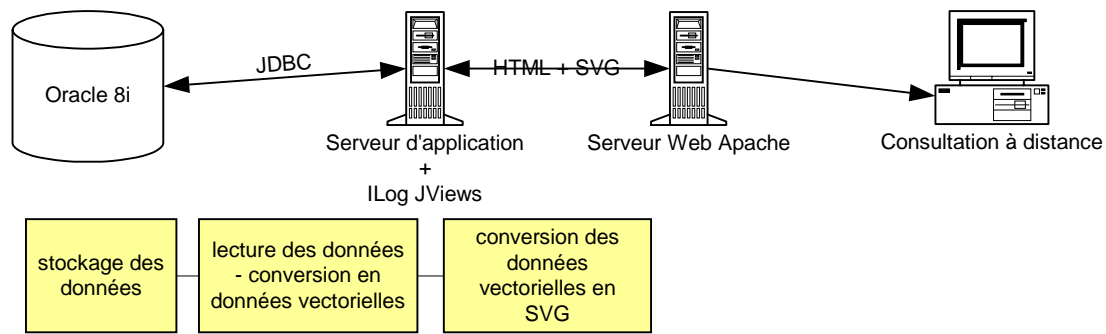 Oracle 8i
JDBC
HTML + SVG
Serveur d'application
+
ILog JViews
Serveur Web Apache
Consultation à distance
stockage des
données
lecture des données
- conversion en
données vectorielles
conversion des
données
vectorielles en
SVG